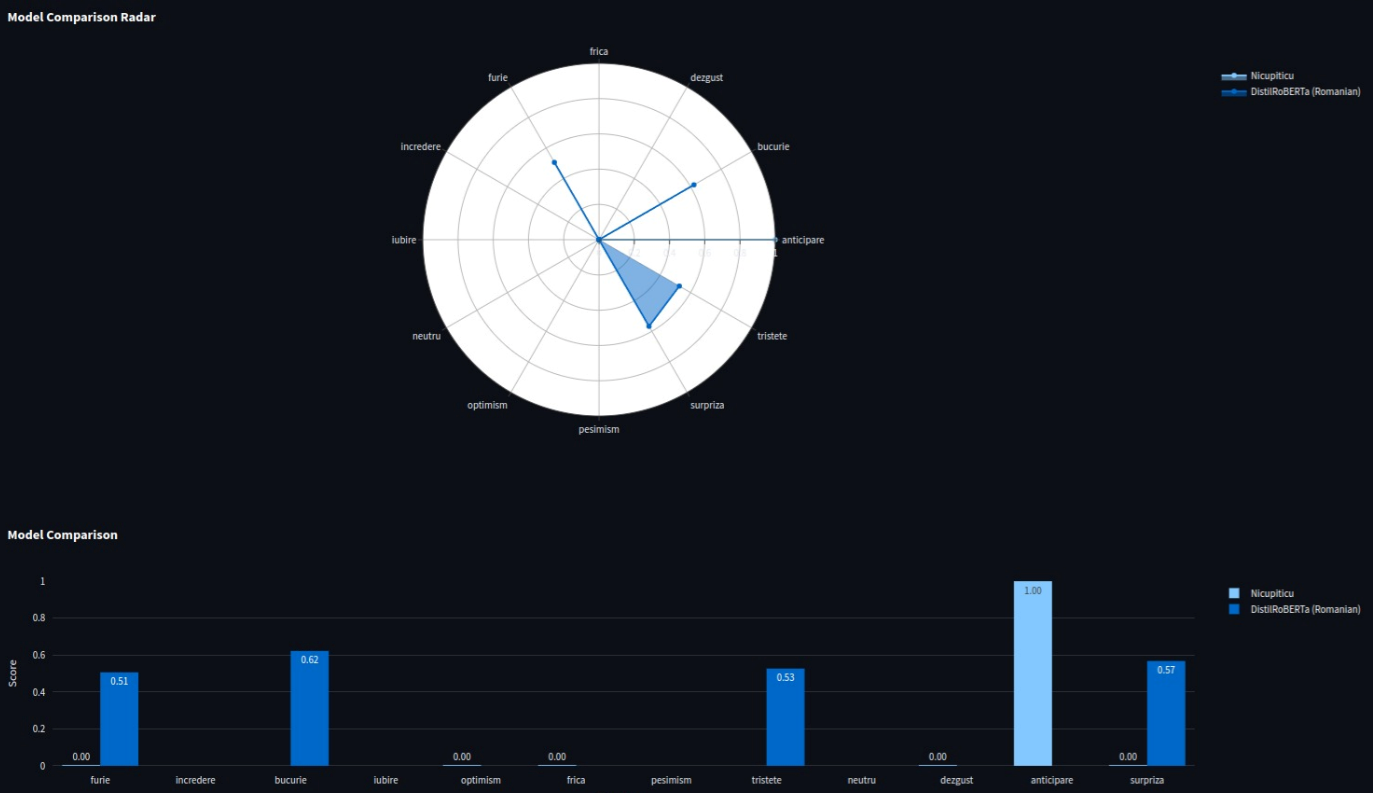 Model Comparison Radar
frica
furie
dezgust
Nicupiticu
DistilRoBERTa (Romanian)
incredere
bucurie
iubire
anticipare
1
neutru
tristete
optimism
surpriza
pesimism
Model Comparison
Score
1
0.8
0.6
0.4
0.2
0
0.00
0.51
0.62
0.00
0.00
0.53
0.00
1.00
0.00
0.57
furie
incredere
bucurie
iubire
optimism
frica
pesimism
tristete
neutru
dezgust
anticipare
surpriza
Nicupiticu
DistilRoBERTa (Romanian)